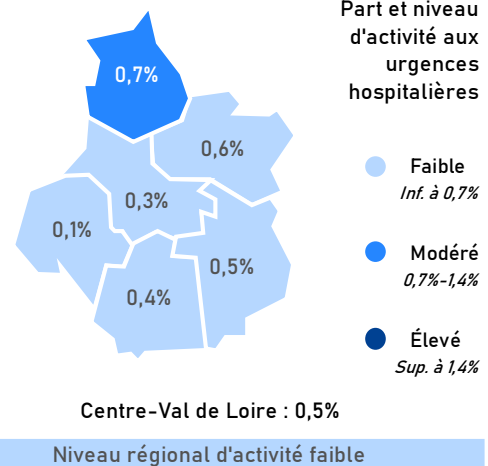 Part et niveau
d'activité aux
urgences
hospitalières
0,7%
0,6%
0,3%
0,1%
0,5%
0,4%
Faible
Inf. à 0,7%
Modéré
0,7%-1,4%
Élevé
Sup. à 1,4%
Centre-Val de Loire : 0,5%
Niveau régional d'activité faible